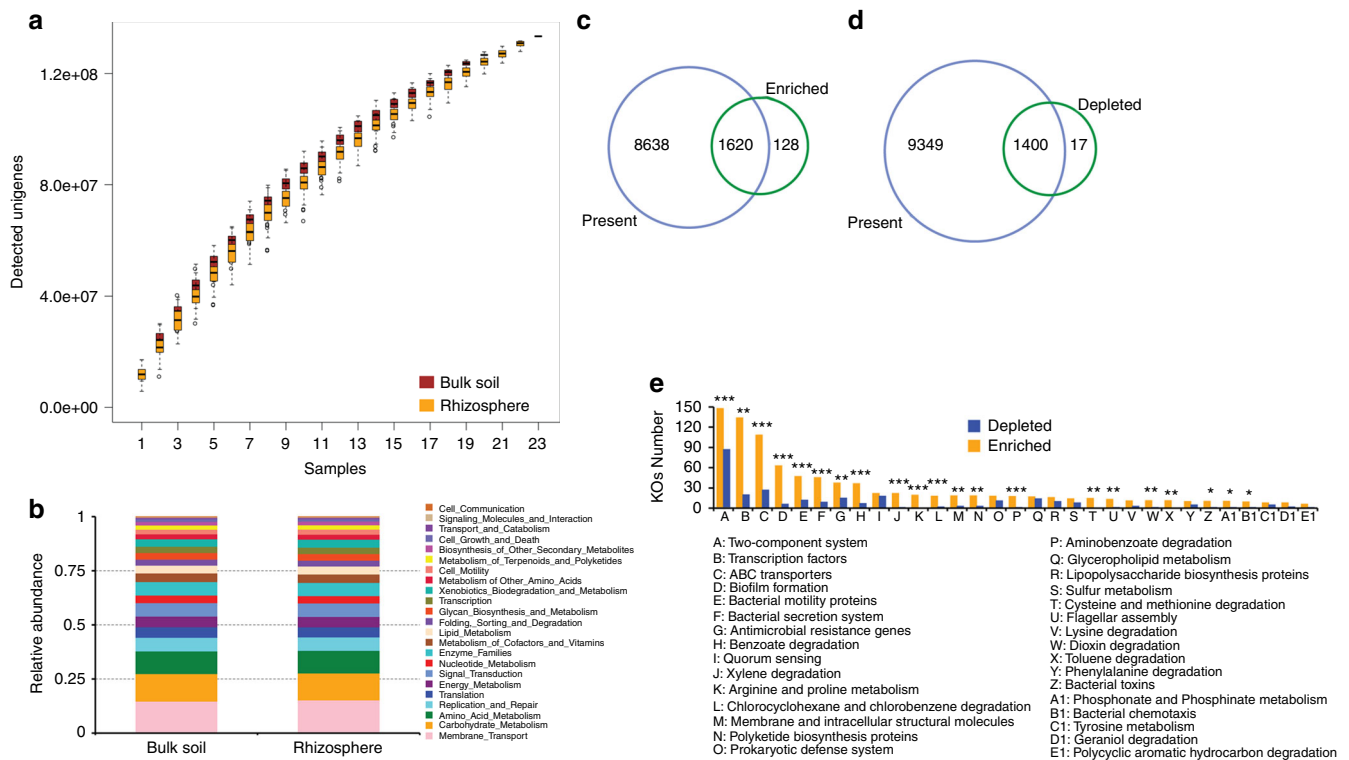 a
Detected unigenes
1.2e+08
8.0e+07
4.0e+07
0.0e+00
1 3 5 7 9 11 13 15 17 19 21 23
Samples
Bulk soil
Rhizosphere
b
Relative abundance
1
0.75
0.5
0.25
0
Bulk soil Rhizosphere
Cell_Communication
Signaling_Molecules_and_Interaction
Transport_and_Catabolism
Cell_Growth_and_Death
Biosynthesis_of_Other_Secondary_Metabolites
Metabolism_of_Terpenoids_and_Polyketides
Cell_Motility
Metabolism_of_Other_Amino_Acids
Xenobiotics_Biodegradation_and_Metabolism
Transcription
Glycan_Biosynthesis_and_Metabolism
Folding,_Sorting_and_Degradation
Lipid_Metabolism
Metabolism_of_Cofactors_and_Vitamins
Enzyme_Families
Nucleotide_Metabolism
Signal_Transduction
Energy_Metabolism
Translation
Replication_and_Repair
Amino_Acid_Metabolism
Carbohydrate_Metabolism
Membrane_Transport
c
Enriched
8638 1620 128
Present
d
Depleted
9349 1400 17
Present
e
KOs Number
150
120
90
60
30
0
*** ** *** *** *** *** ** *** *** *** *** ** ** *** ** ** ** ** * * *
Depleted
Enriched
A B C D E F G H I J K L M N O P Q R S T U V W X Y Z A1 B1 C1 D1 E1
A: Two-component system
B: Transcription factors
C: ABC transporters
D: Biofilm formation
E: Bacterial motility proteins
F: Bacterial secretion system
G: Antimicrobial resistance genes
H: Benzoate degradation
I: Quorum sensing
J: Xylene degradation
K: Arginine and proline metabolism
L: Chlorocyclohexane and chlorobenzene degradation
M: Membrane and intracellular structural molecules
N: Polyketide biosynthesis proteins
O: Prokaryotic defense system
P: Aminobenzoate degradation
Q: Glyceropholipid metabolism
R: Lipopolysaccharide biosynthesis proteins
S: Sulfur metabolism
T: Cysteine and methionine degradation
U: Flagellar assembly
V: Lysine degradation
W: Dioxin degradation
X: Toluene degradation
Y: Phenylalanine degradation
Z: Bacterial toxins
A1: Phosphonate and Phosphinate metabolism
B1: Bacterial chemotaxis
C1: Tyrosine metabolism
D1: Geraniol degradation
E1: Polycyclic aromatic hydrocarbon degradation